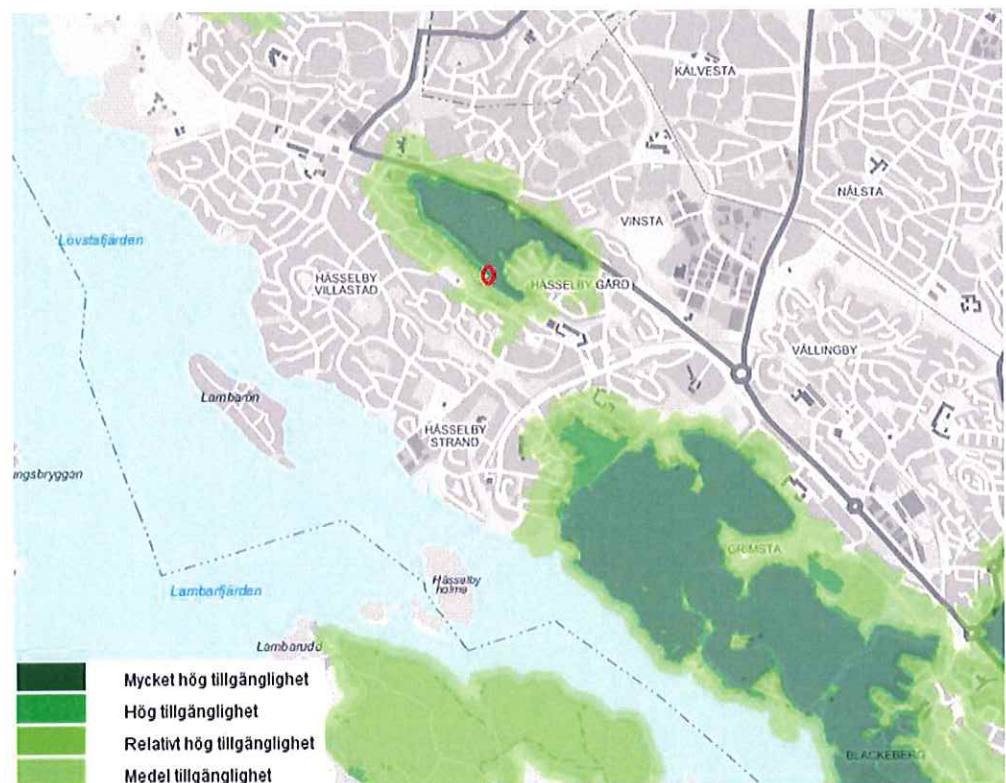 KÄLVESTA
NÄLSTA
VINSTA
Lövstafjärden
HÄSSELBY
VILLASTAD
HÄSSELBY GÅRD
VÄLLINGBY
Lambarön
HÄSSELBY
STRAND
ngsbryggan
GRIMSTA
Hässelby
holme
Lambarfjärden
Lambarudd
Mycket hög tillgänglighet
Hög tillgänglighet
Relativt hög tillgänglighet
BLACKEBERG
Medel tillgänglighet